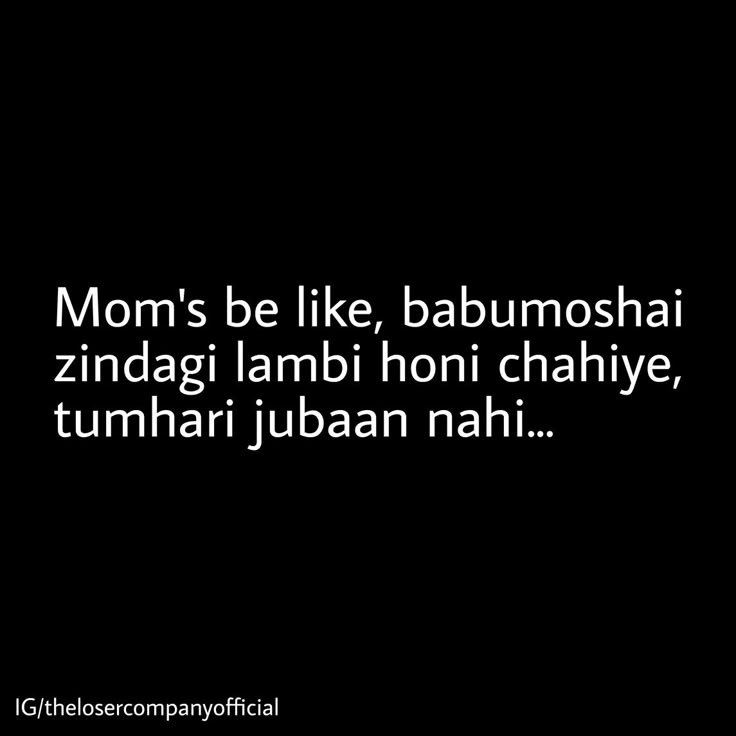 Mom's be like, babumoshai
zindagi lambi honi chahiye,
tumhari jubaan nahi...
IG/thelosercompanyofficial